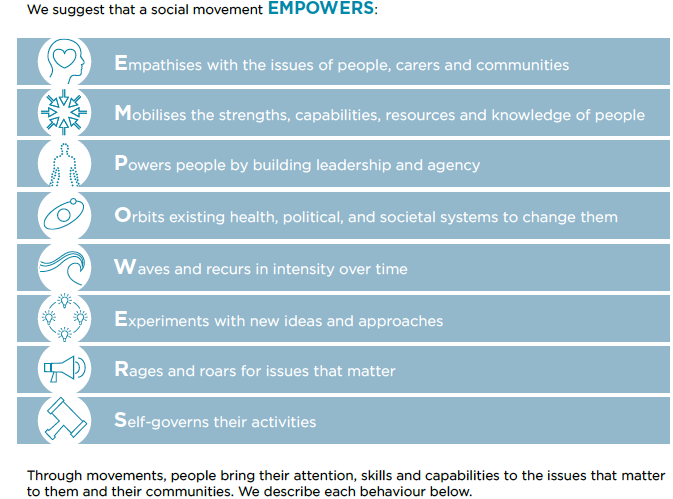 We suggest that a social movement EMPOWERS:
Empathises with the issues of people, carers and communities
Mobilises the strengths, capabilities, resources and knowledge of people
Powers people by building leadership and agency
Orbits existing health, political, and societal systems to change them
Waves and recurs in intensity over time
Experiments with new ideas and approaches
Rages and roars for issues that matter
Self-governs their activities
Through movements, people bring their attention, skills and capabilities to the issues that matter
to them and their communities. We describe each behaviour below.